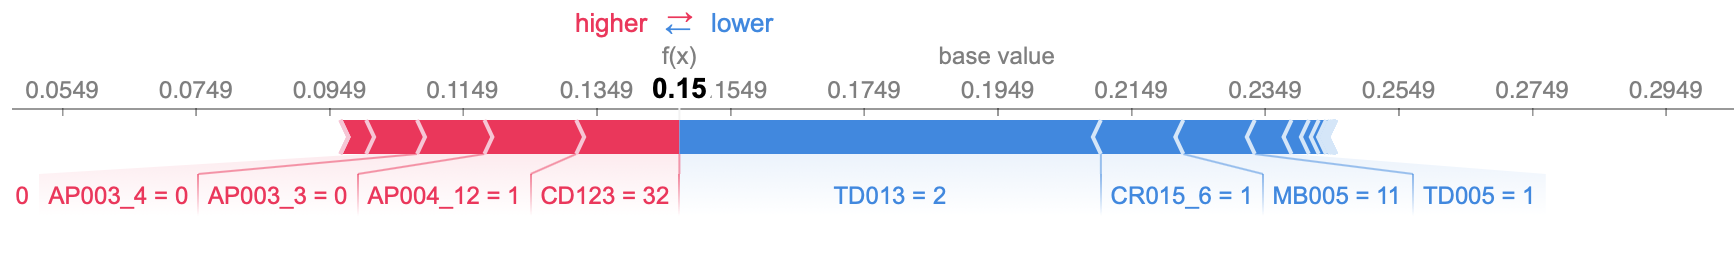 higher ⇄ lower
f(x) base value
0.0549 0.0749 0.0949 0.1149 0.1349 0.15 .1549 0.1749 0.1949 0.2149 0.2349 0.2549 0.2749 0.2949
0 AP003_4 = 0 AP003_3 = 0 AP004_12 = 1 CD123 = 32 TD013 = 2 CR015_6 = 1 MB005 = 11 TD005 = 1